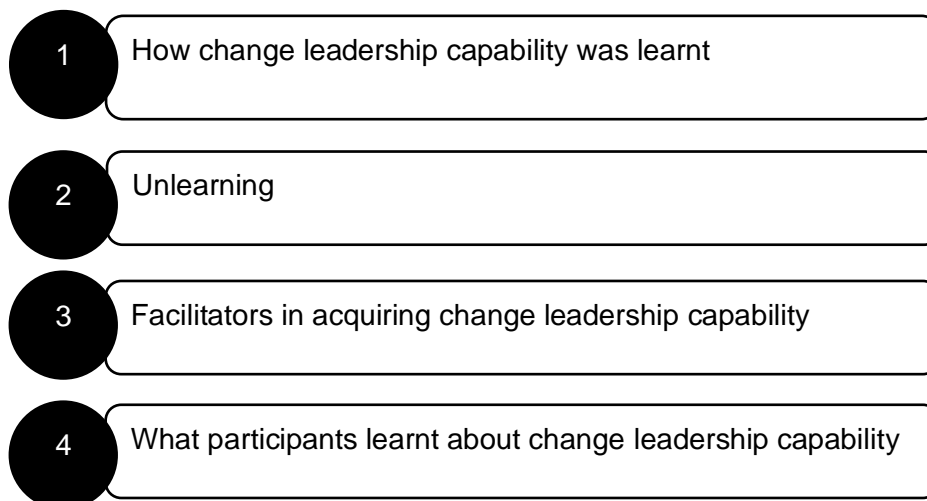 1 How change leadership capability was learnt
2 Unlearning
3 Facilitators in acquiring change leadership capability
4 What participants learnt about change leadership capability